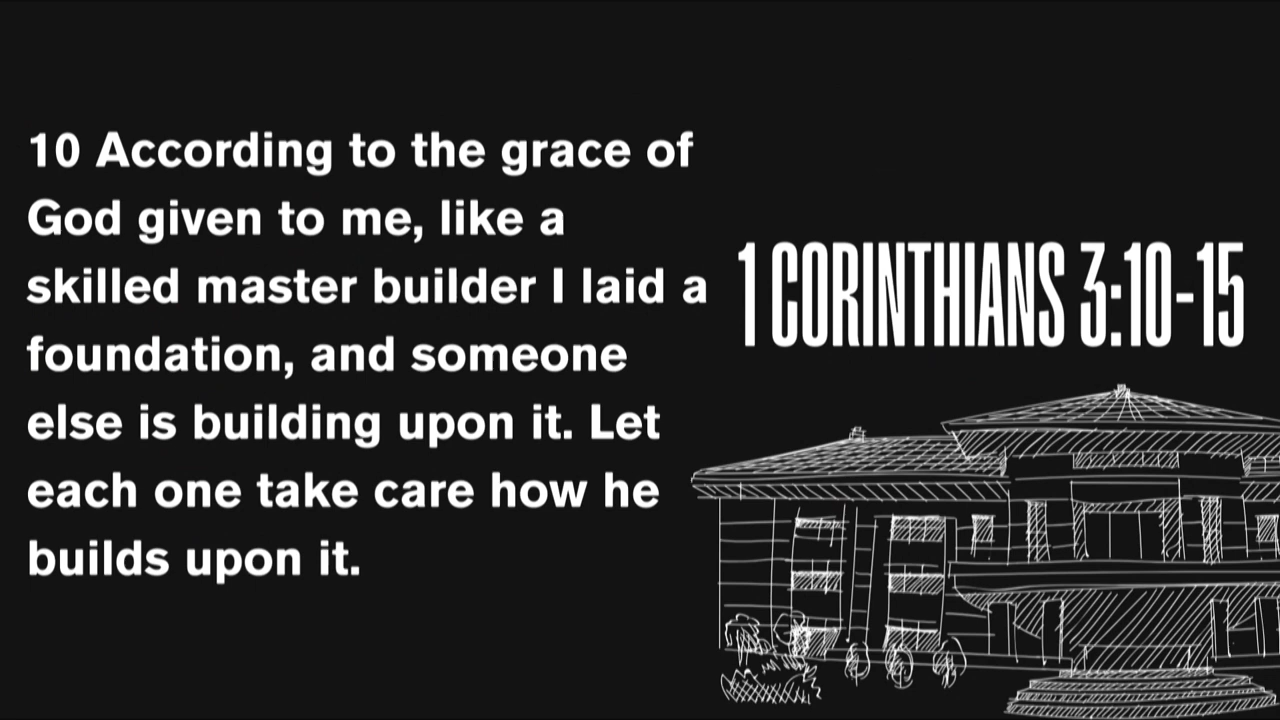 10 According to the grace of
God given to me, like a
skilled master builder I laid a
foundation, and someone
else is building upon it. Let
each one take care how he
builds upon it.
1 CORINTHIANS 3:10-15